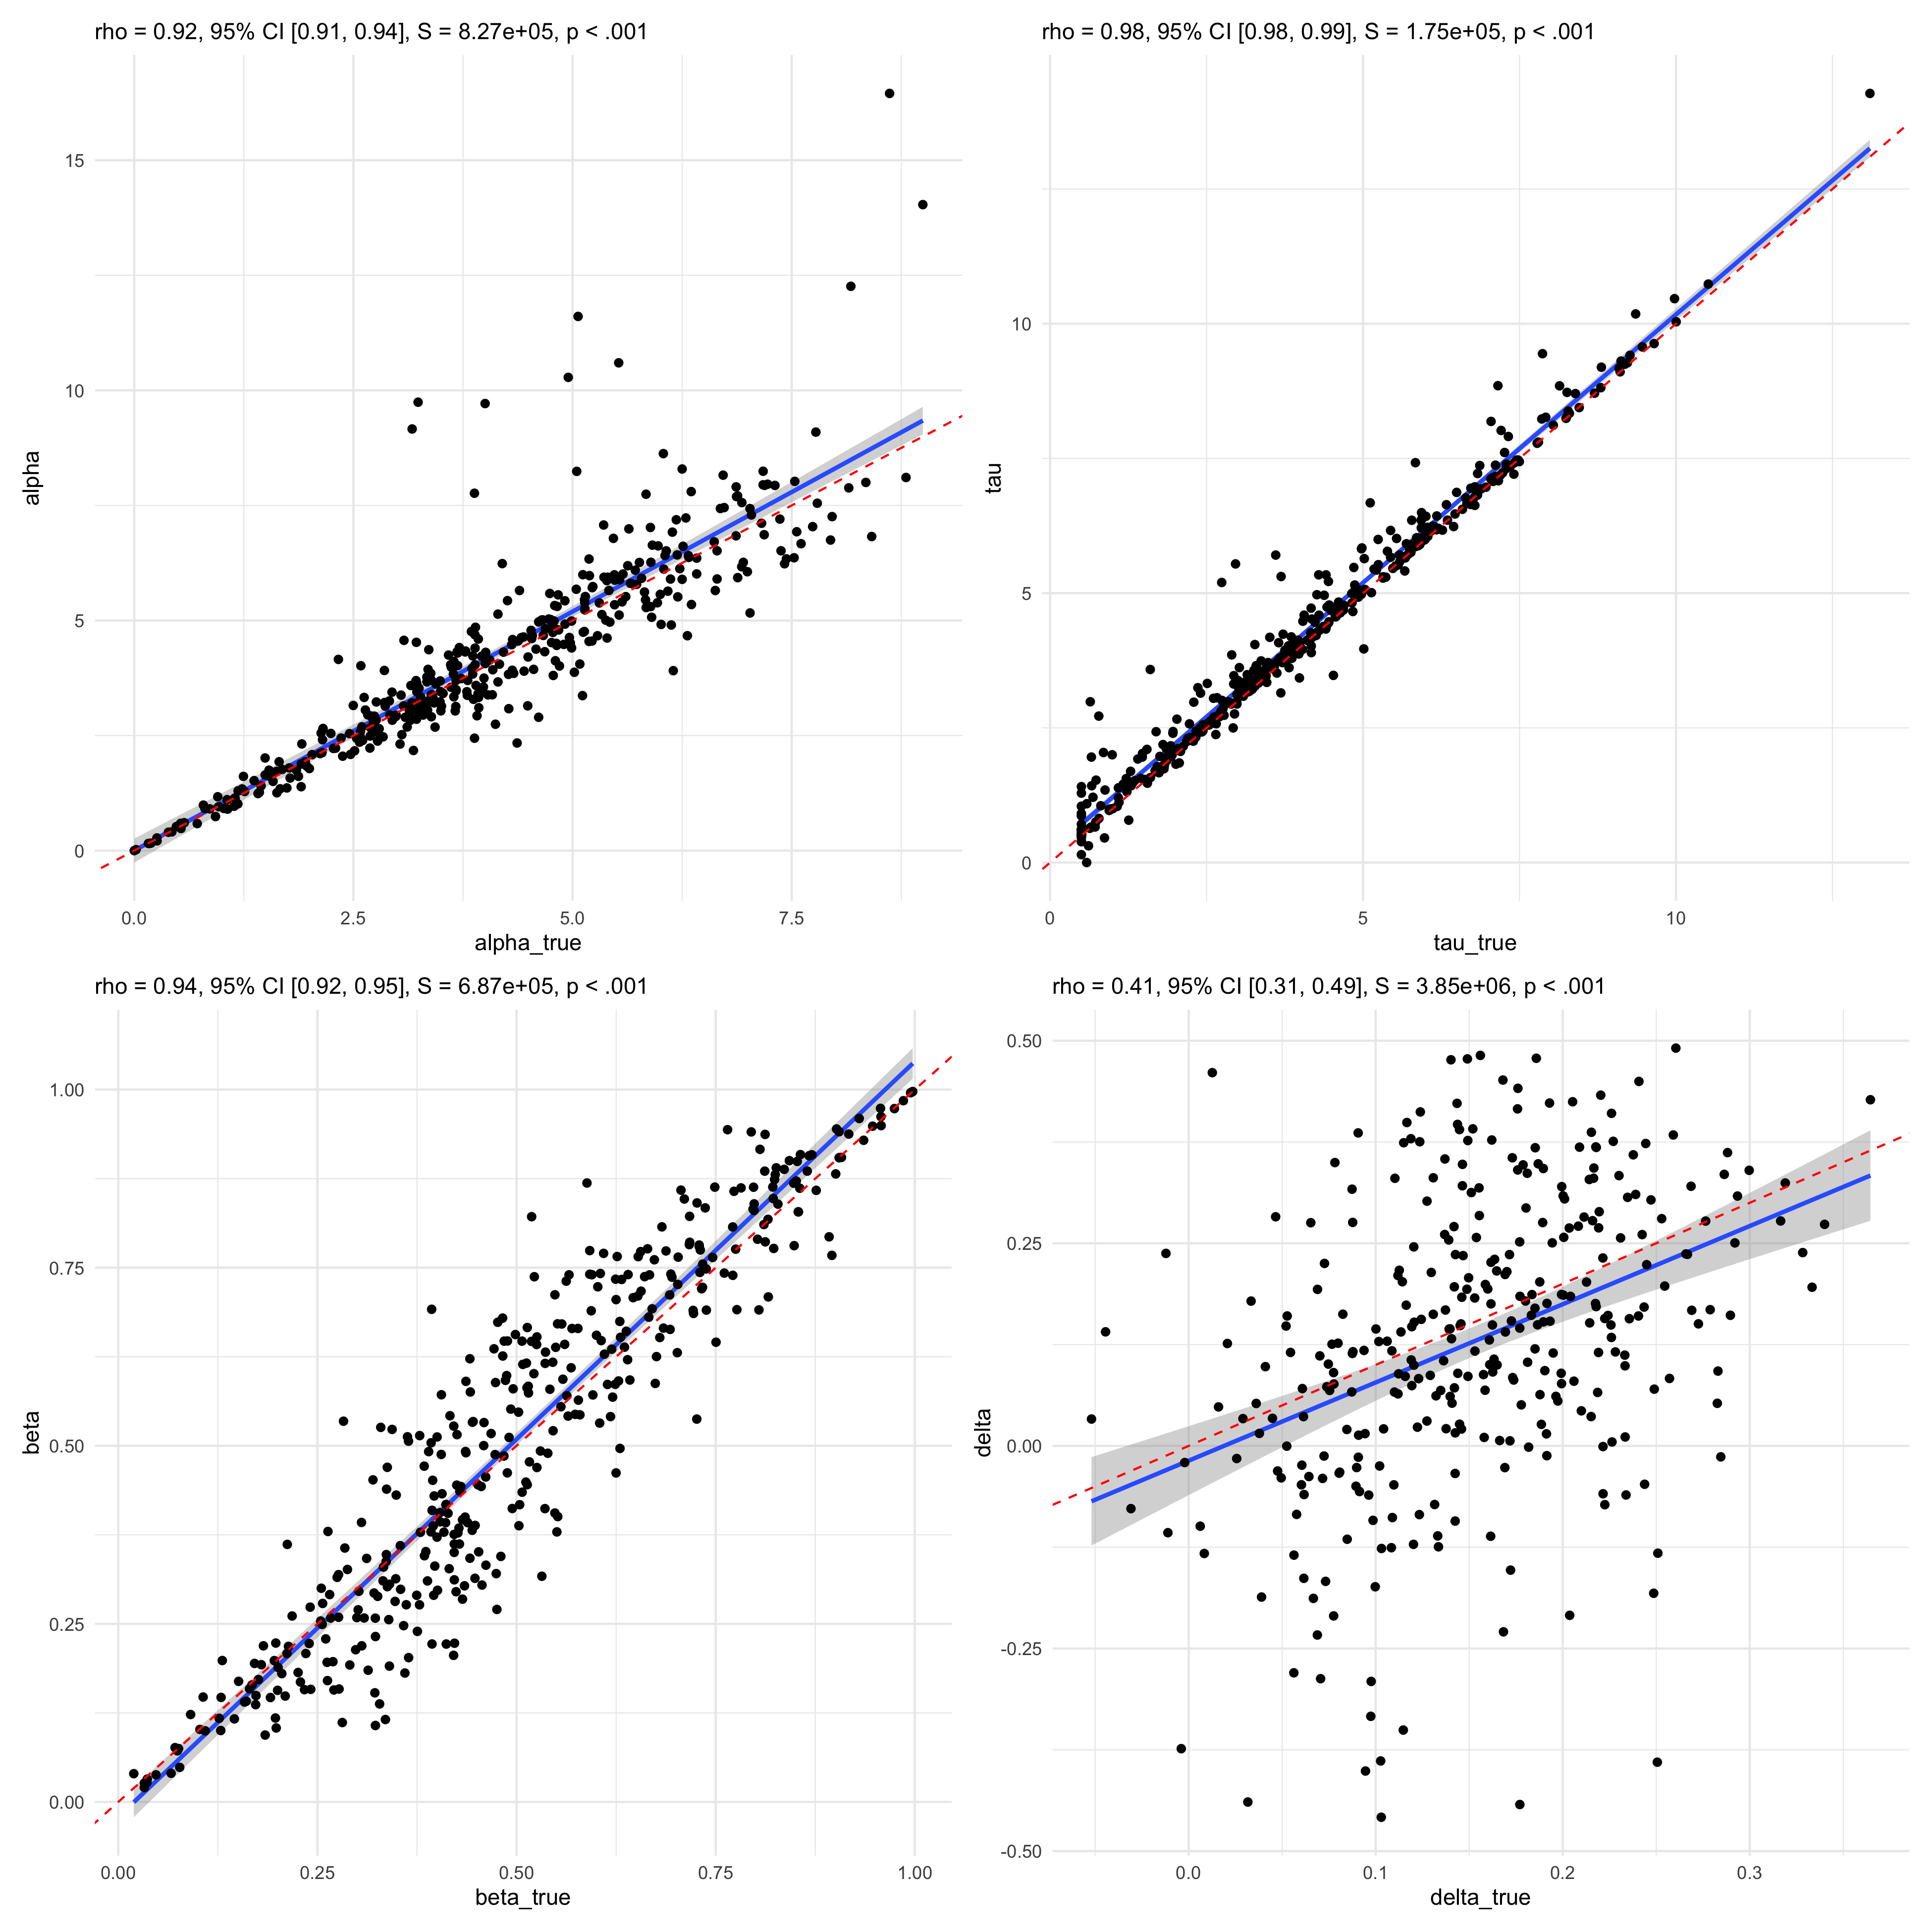 rho = 0.92, 95% CI [0.91, 0.94], S = 8.27e+05, p < .001
15
10
5
0
alpha
0.0 2.5 5.0 7.5
alpha_true
rho = 0.98, 95% CI [0.98, 0.99], S = 1.75e+05, p < .001
10
5
0
tau
0 5 10
tau_true
rho = 0.94, 95% CI [0.92, 0.95], S = 6.87e+05, p < .001
1.00
0.75
0.50
0.25
0.00
beta
0.00 0.25 0.50 0.75 1.00
beta_true
rho = 0.41, 95% CI [0.31, 0.49], S = 3.85e+06, p < .001
0.50
0.25
0.00
-0.25
-0.50
delta
0.0 0.1 0.2 0.3
delta_true